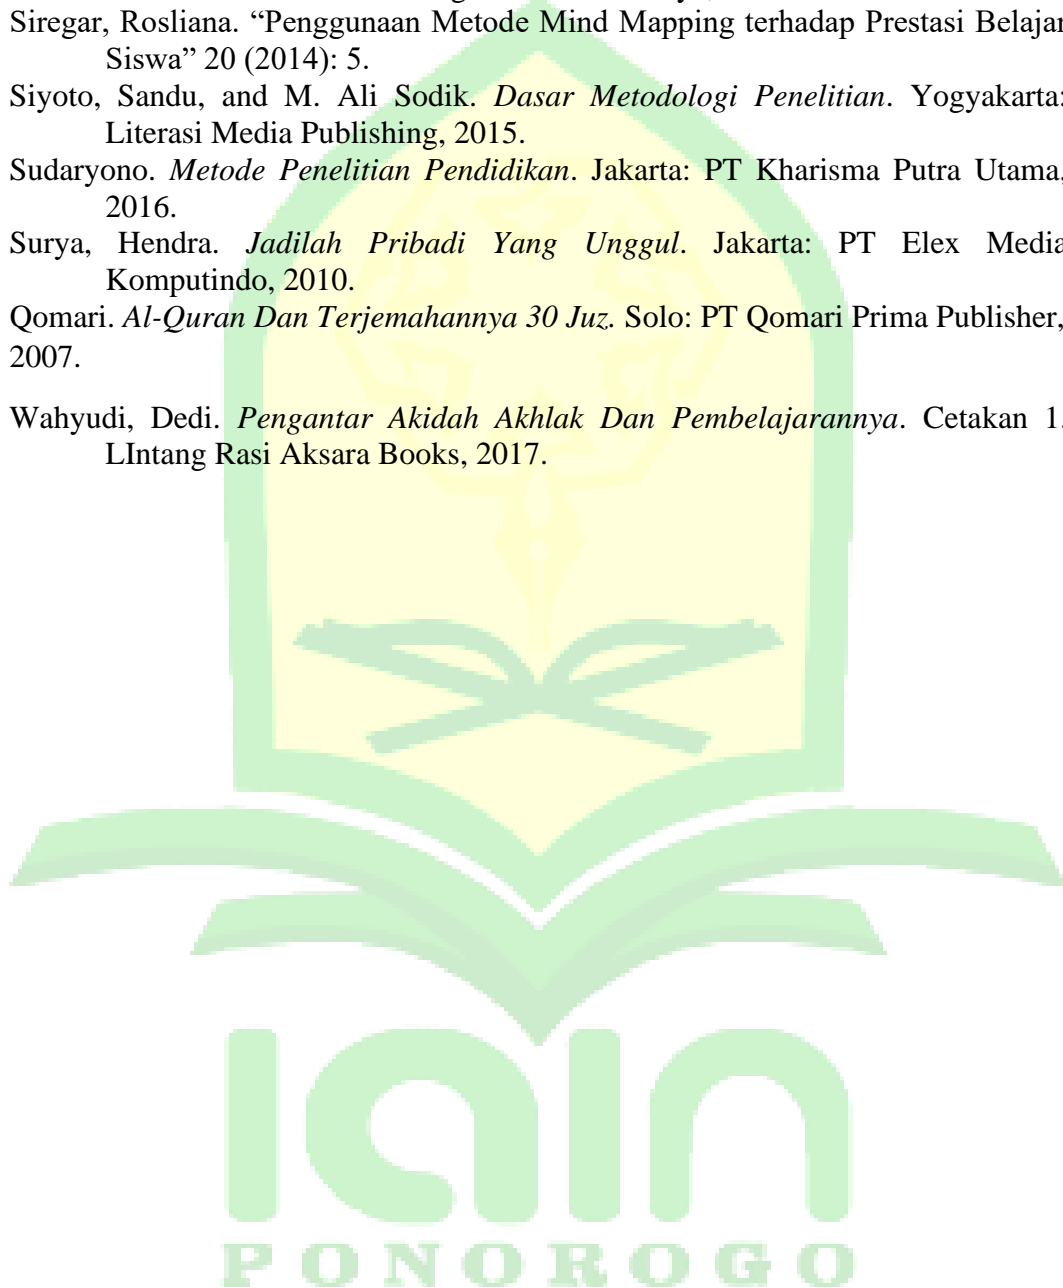 Siregar, Rosliana. “Penggunaan Metode Mind Mapping terhadap Prestasi Belajar
Siswa” 20 (2014): 5.
Siyoto, Sandu, and M. Ali Sodik. Dasar Metodologi Penelitian. Yogyakarta:
Literasi Media Publishing, 2015.
Sudaryono. Metode Penelitian Pendidikan. Jakarta: PT Kharisma Putra Utama,
2016.
Surya, Hendra. Jadilah Pribadi Yang Unggul. Jakarta: PT Elex Media
Komputindo, 2010.
Qomari. Al-Quran Dan Terjemahannya 30 Juz. Solo: PT Qomari Prima Publisher,
2007.
Wahyudi, Dedi. Pengantar Akidah Akhlak Dan Pembelajarannya. Cetakan 1.
LIntang Rasi Aksara Books, 2017.
iain
PONOROGO